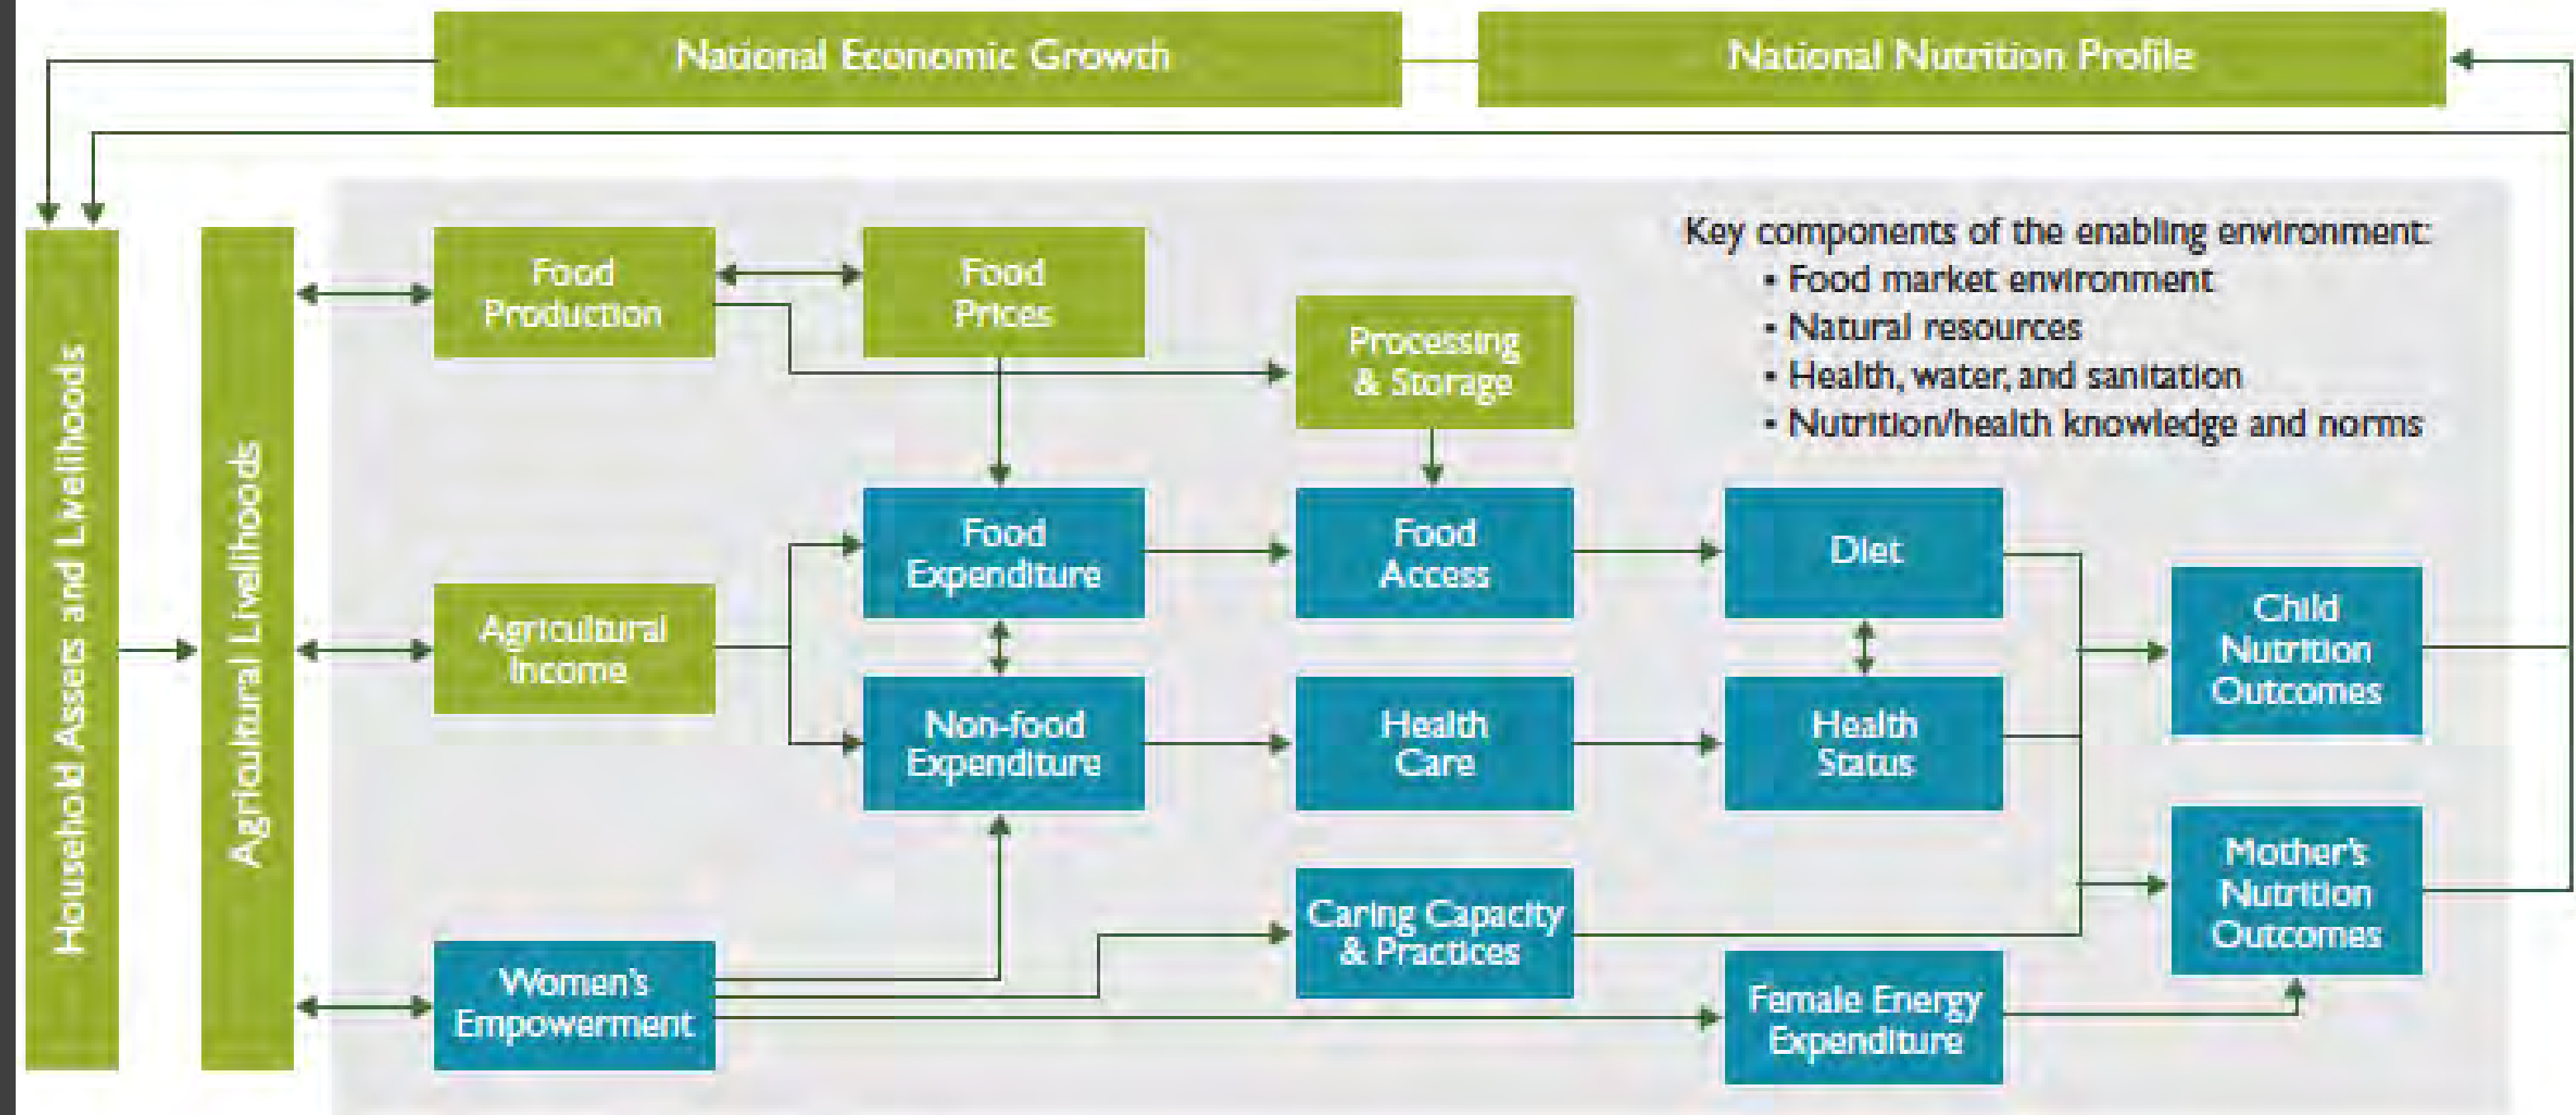 National Economic Growth
National Nutrition Profile
Household Assets and Livelihoods
Agricultural Livelihoods
Food
Production
Food
Prices
Processing
& Storage
Key components of the enabling environment:
• Food market environment
• Natural resources
• Health, water, and sanitation
• Nutrition/health knowledge and norms
Agricultural
Income
Food
Expenditure
Food
Access
Diet
Child
Nutrition
Outcomes
Non-food
Expenditure
Health
Care
Health
Status
Women's
Empowerment
Caring Capacity
& Practices
Female Energy
Expenditure
Mother's
Nutrition
Outcomes